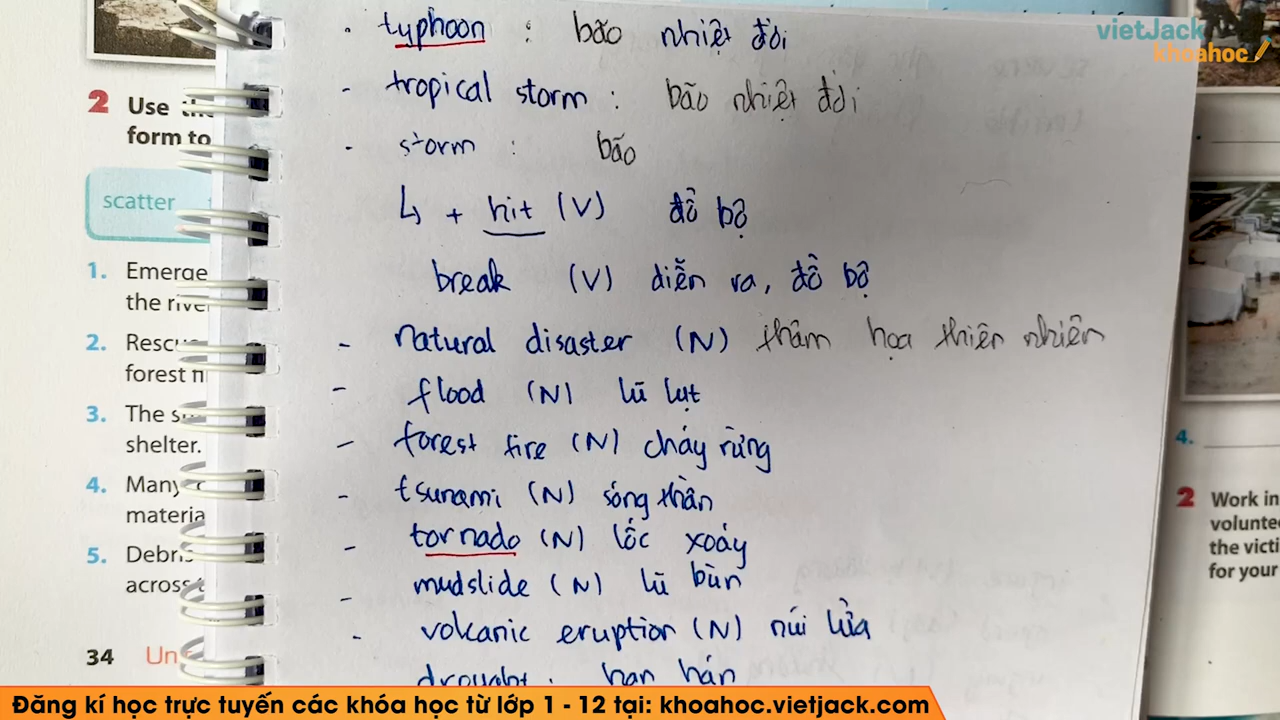 · typhoon : bão nhiệt đới
- tropical storm : bão nhiệt đới
- storm : bão
↳ + hit (V) đổ bộ
break (V) diễn ra, đổ bộ
- natural disaster (N) thảm họa thiên nhiên
- flood (N) lũ lụt
- forest fire (N) cháy rừng
- tsunami (N) sóng thần
- tornado (N) lốc xoáy
- mudslide (N) lũ bùn
- volcanic eruption (N) núi lửa
drought : hạn hán
2 Use
form to
scatter
1. Emerge
the
2.
forest
3. The
shelter.
4. Many
materia
5. Debris
across
34 Un
vietJack
khoahoc
4.
2 Work in
volunte
the victi
for your
Đăng kí học trực tuyến các khóa học từ lớp 1 - 12 tại: khoahoc.vietjack.com